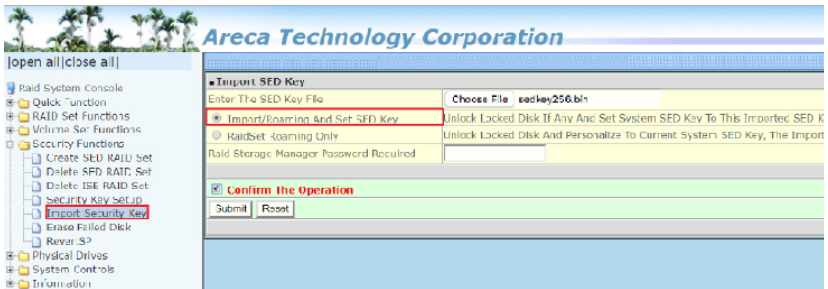 Areca Technology Corporation
|open all|close all|
Raid System Console
Quick Function
RAID Set Functions
Volume Set Functions
Security Functions
Create SED RAID Set
Delete SED RAID Set
Delete ISE RAID Set
Security Key Setup
Import Security Key
Erase Failed Disk
RevertSP
Physical Drives
System Controls
Information
Import SED Key
Enter The SED Key File Choose File sedkey256.bin
Import/Roaming And Set SED Key Unlock Locked Disk If Any And Set System SED Key To This Imported SED K
RaidSet Roaming Only Unlock Locked Disk And Personalize To Current System SED Key, The Import
Raid Storage Manager Password Required
Confirm The Operation
Submit Reset